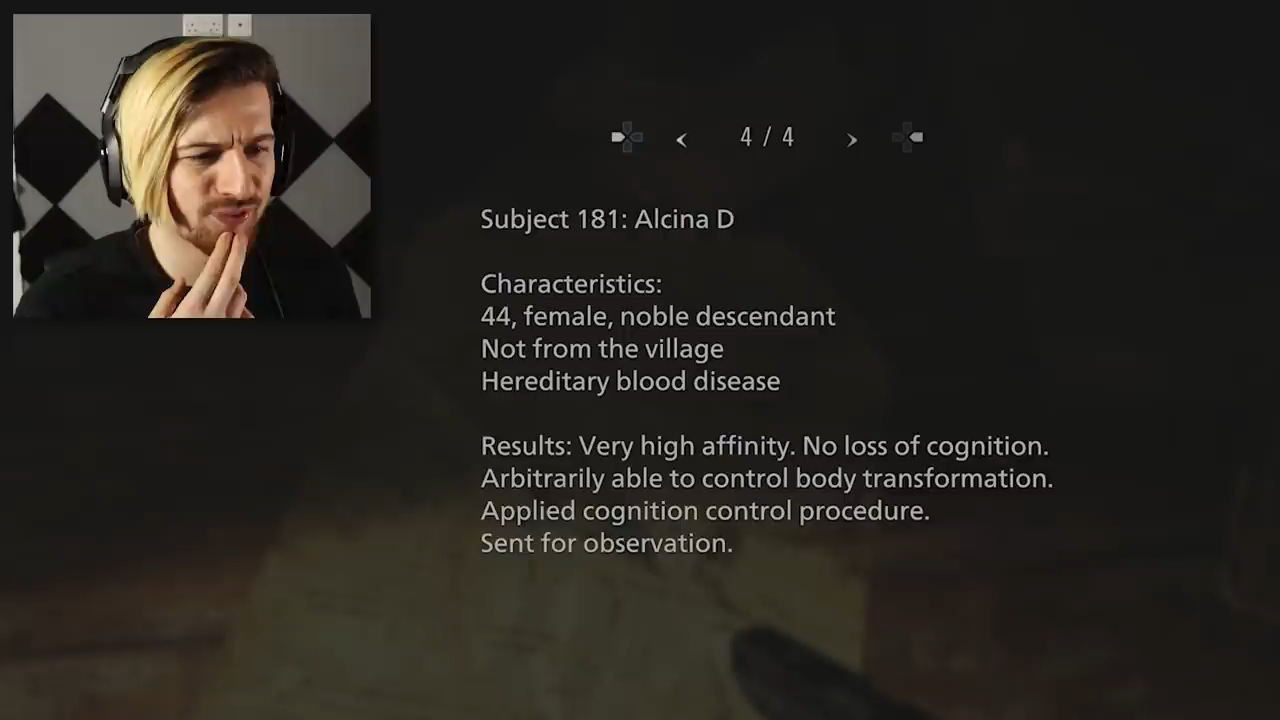 4 / 4
Subject 181: Alcina D
Characteristics:
44, female, noble descendant
Not from the village
Hereditary blood disease
Results: Very high affinity. No loss of cognition.
Arbitrarily able to control body transformation.
Applied cognition control procedure.
Sent for observation.